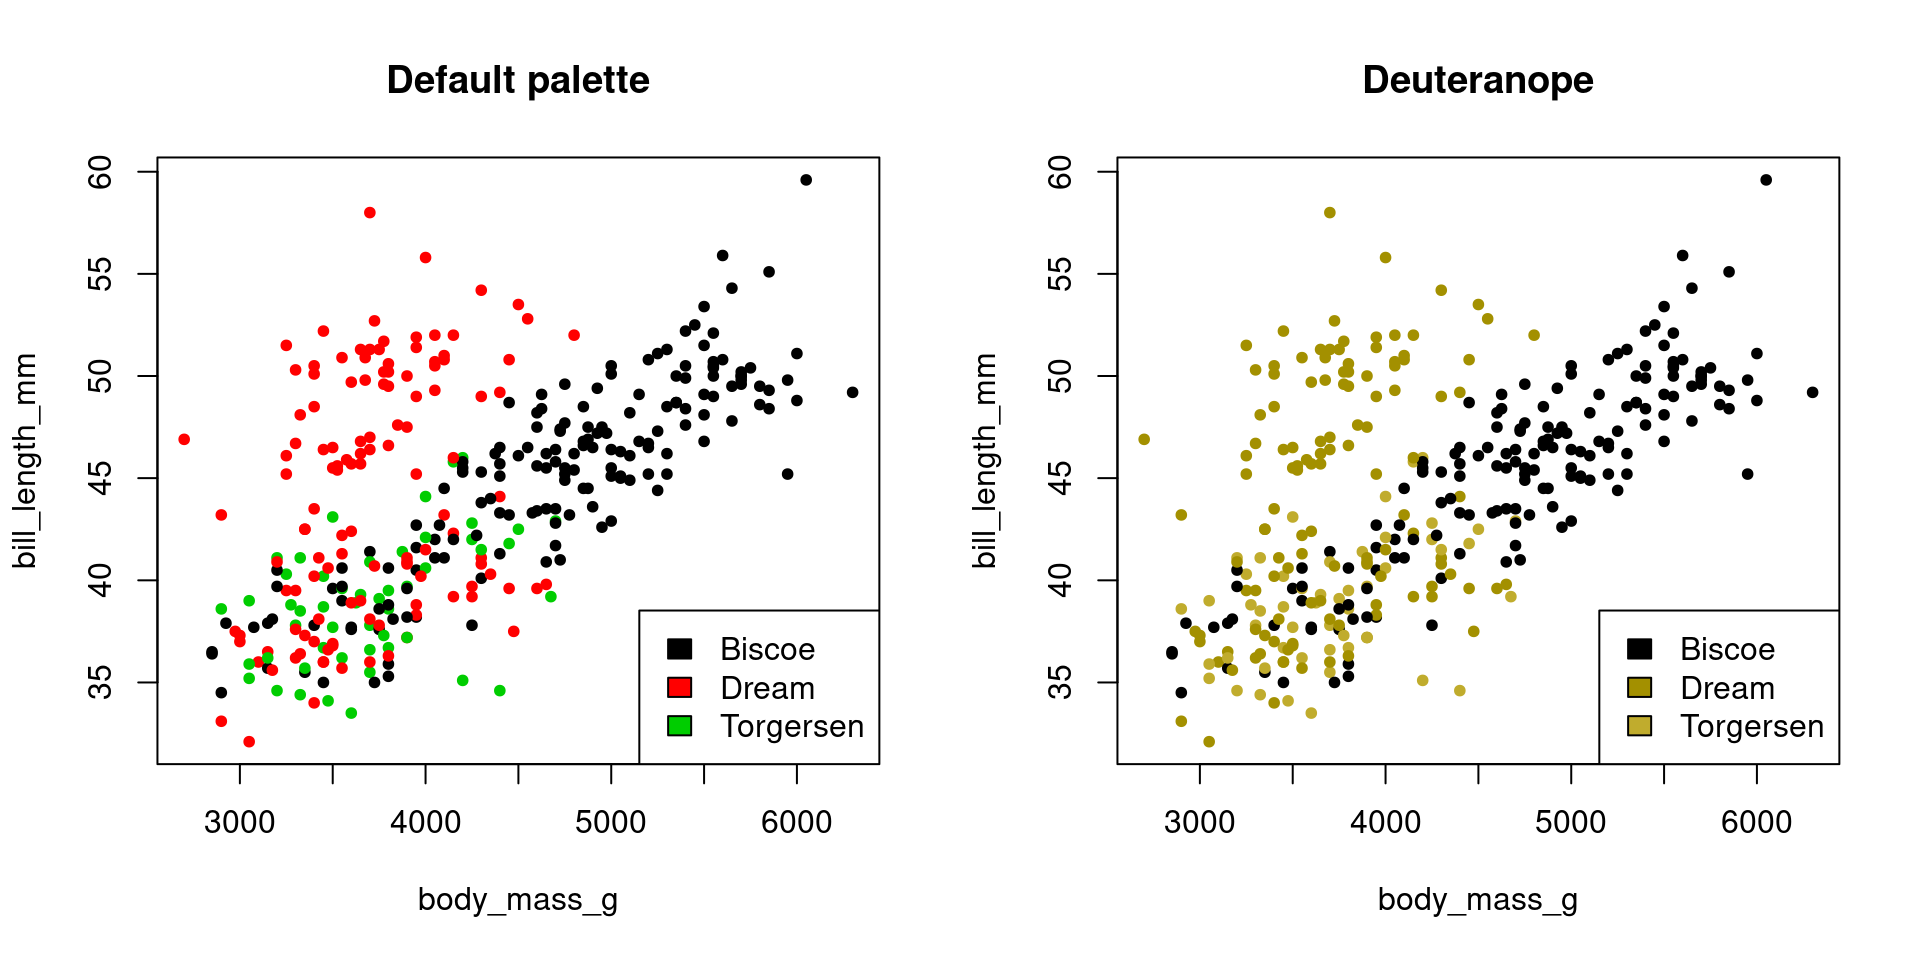 Default palette
bill_length_mm
60
55
50
45
40
35
3000
4000
5000
6000
body_mass_g
Biscoe
Dream
Torgersen
Deuteranope
bill_length_mm
60
55
50
45
40
35
3000
4000
5000
6000
body_mass_g
Biscoe
Dream
Torgersen